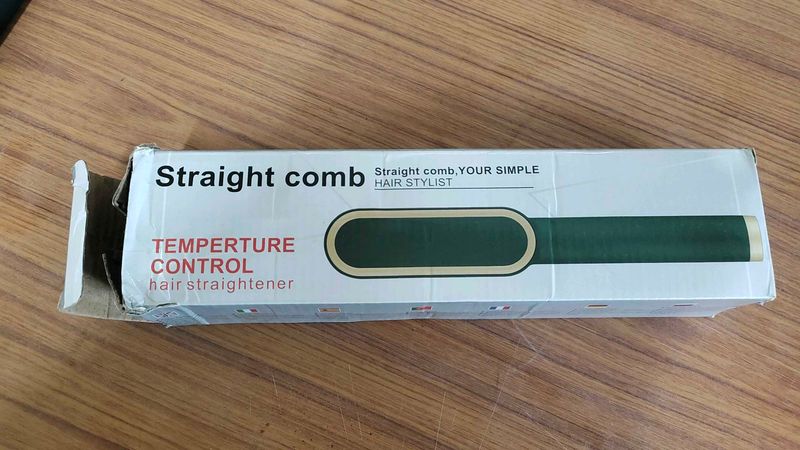 Straight comb
Straight comb,YOUR SIMPLE
HAIR STYLIST
TEMPERTURE
CONTROL
hair straightener